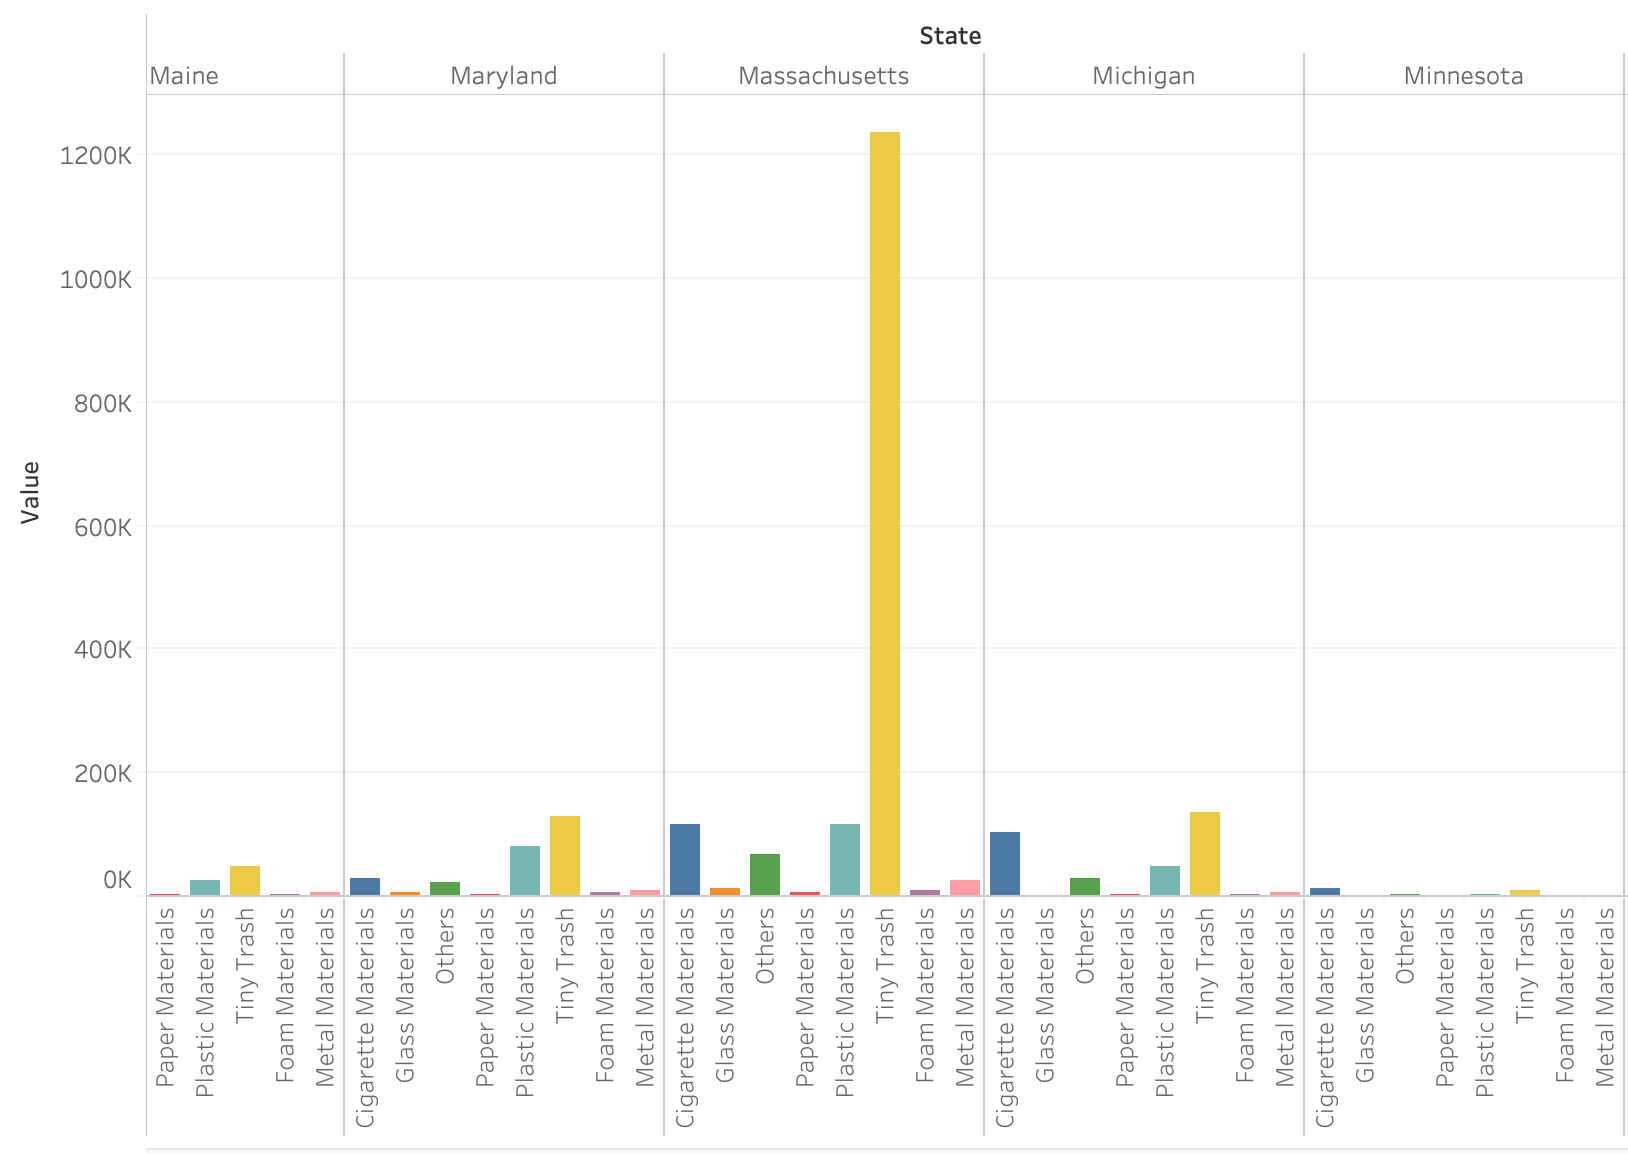 State
Maine
Maryland
Massachusetts
Michigan
Minnesota
Value
1200K
1000K
800K
600K
400K
200K
0K
Paper Materials
Plastic Materials
Tiny Trash
Foam Materials
Metal Materials
Cigarette Materials
Glass Materials
Others
Paper Materials
Plastic Materials
Tiny Trash
Foam Materials
Metal Materials
Cigarette Materials
Glass Materials
Others
Paper Materials
Plastic Materials
Tiny Trash
Foam Materials
Metal Materials
Cigarette Materials
Glass Materials
Others
Paper Materials
Plastic Materials
Tiny Trash
Foam Materials
Metal Materials
Cigarette Materials
Glass Materials
Others
Paper Materials
Plastic Materials
Tiny Trash
Foam Materials
Metal Materials